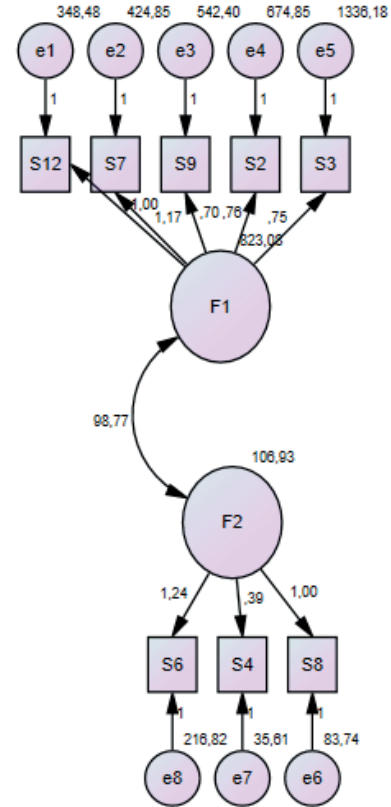 348,48 424,85 542,40 674,85 1336,18
e1 e2 e3 e4 e5
1 1 1 1 1
S12 S7 S9 S2 S3
1,00 1,17 ,70 ,76 ,75
823,08
F1
98,77
106,93
F2
1,24 ,39 1,00
S6 S4 S8
1 1 1
216,82 35,61 83,74
e8 e7 e6